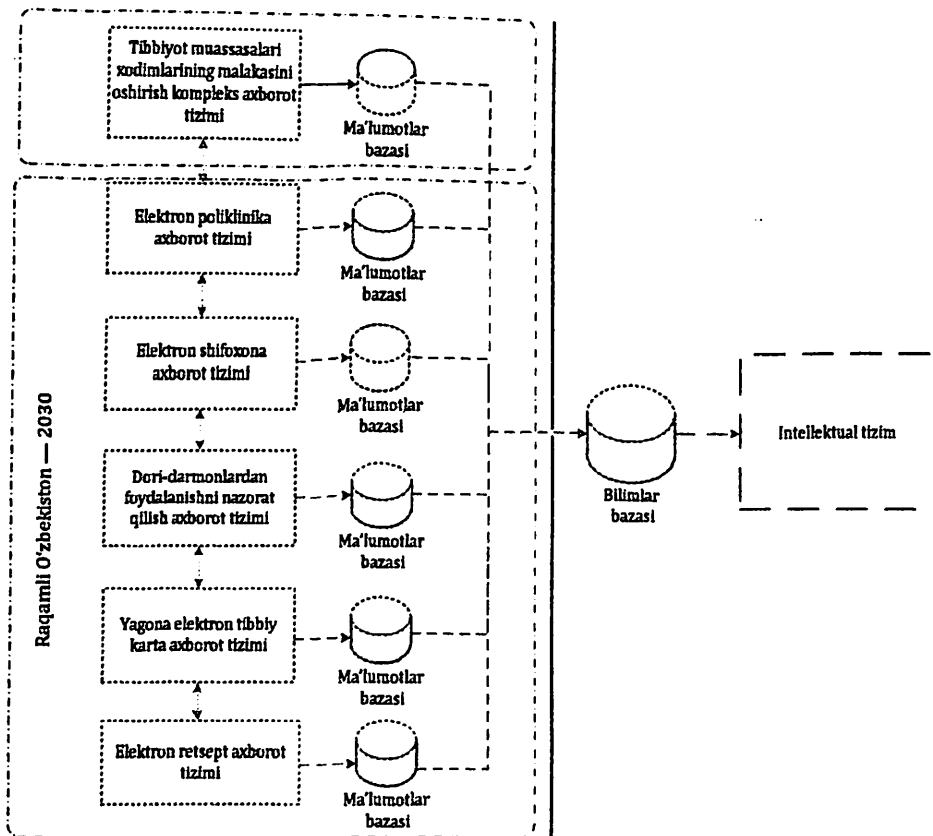 Tibbiyot muassasalari
xodimlarining malakasini
oshirish kompleks axborot
tizimi
Ma'lumotlar
bazasi
Raqamli O'zbekiston — 2030
Elektron poliklinika
axborot tizimi
Ma'lumotlar
bazasi
Elektron shifoxona
axborot tizimi
Ma'lumotlar
bazasi
Dori-darmonlardan
foydalanishni nazorat
qilish axborot tizimi
Ma'lumotlar
bazasi
Yagona elektron tibbiy
karta axborot tizimi
Ma'lumotlar
bazasi
Elektron retsept axborot
tizimi
Ma'lumotlar
bazasi
Bilimlar
bazasi
Intellektual tizim